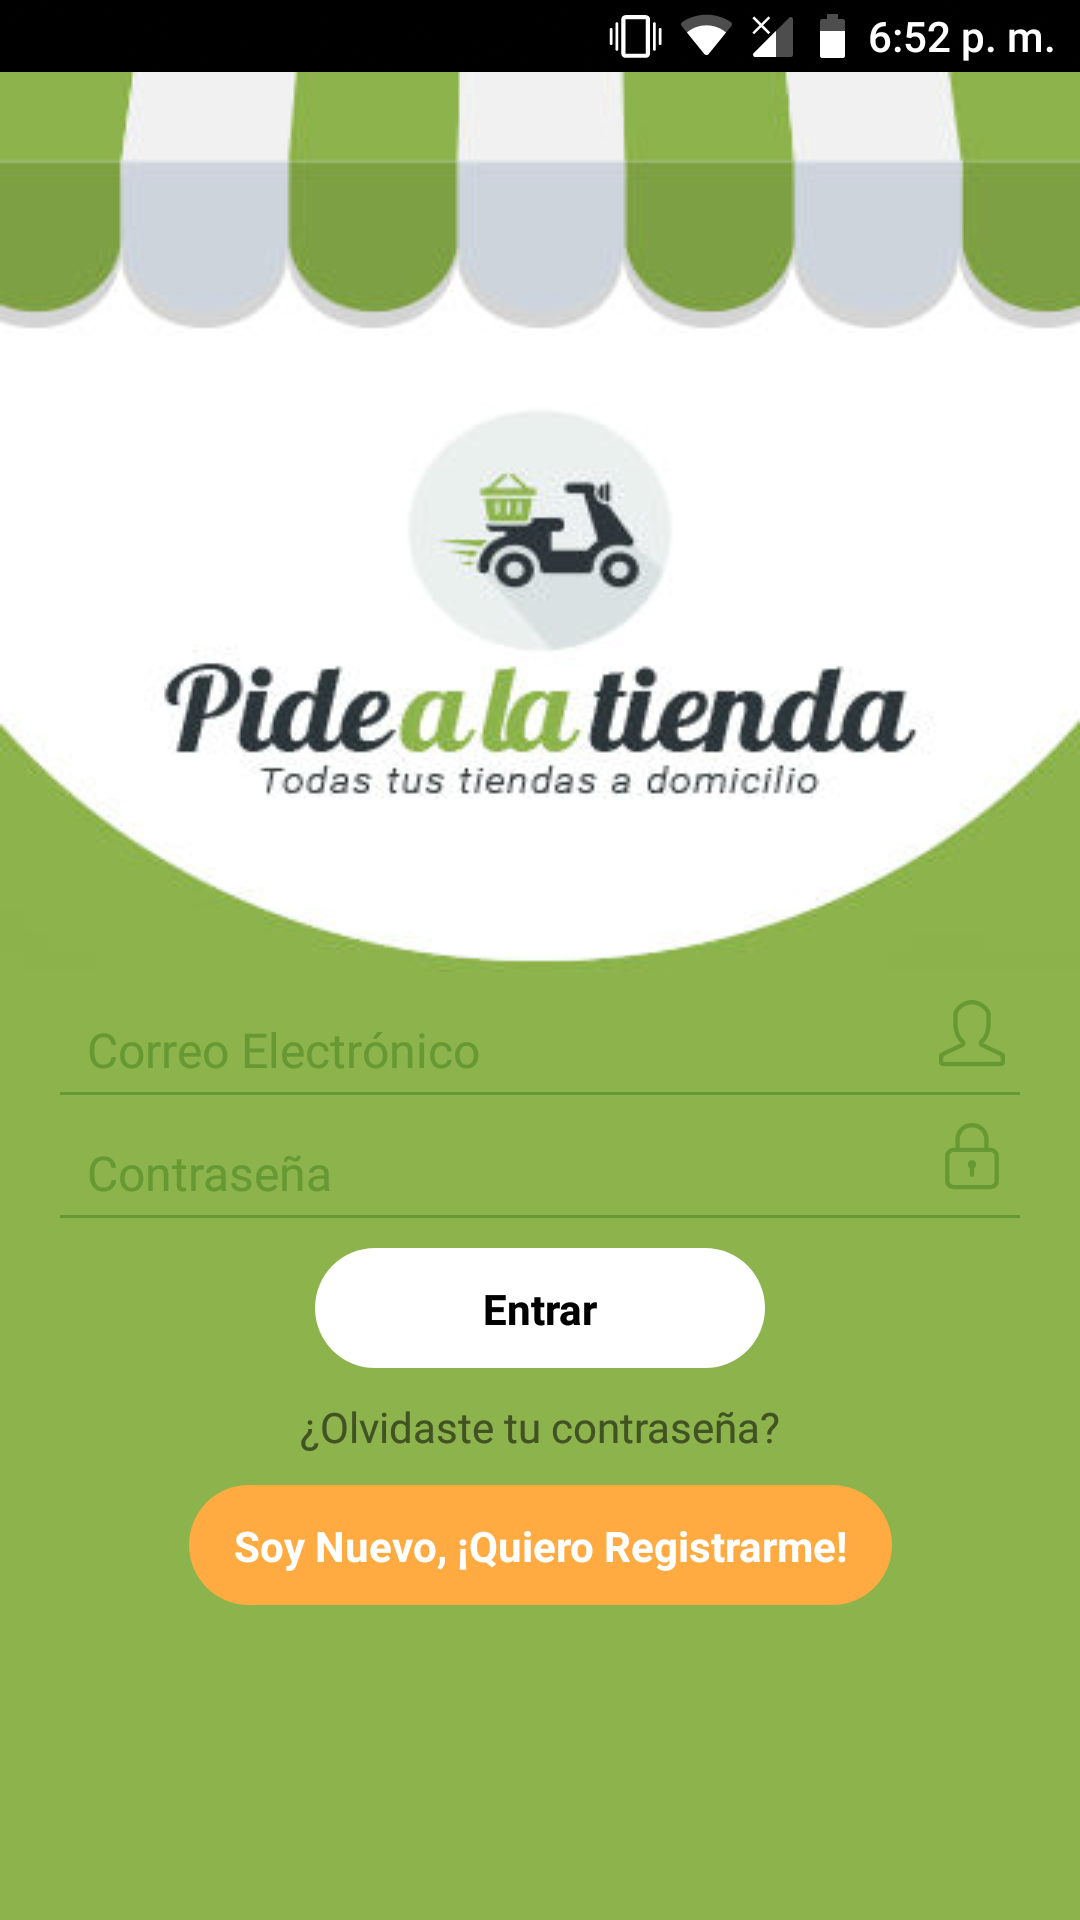 6:52 p. m.
Pide a la tienda
Todas tus tiendas a domicilio
Correo Electrónico
Contraseña
Entrar
¿Olvidaste tu contraseña?
Soy Nuevo, ¡Quiero Registrarme!